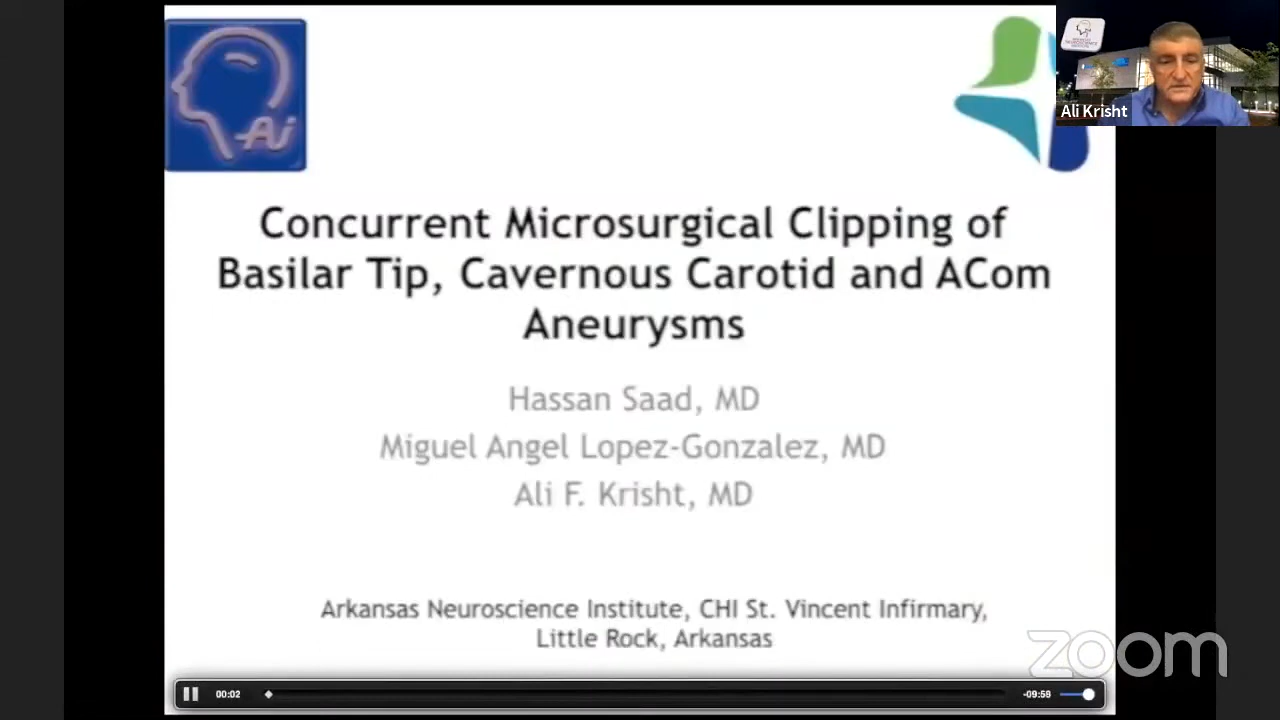 Ai
Ali Krisht
Concurrent Microsurgical Clipping of
Basilar Tip, Cavernous Carotid and ACom
Aneurysms
Hassan Saad, MD
Miguel Angel Lopez-Gonzalez, MD
Ali F. Krisht, MD
Arkansas Neuroscience Institute, CHI St. Vincent Infirmary,
Little Rock, Arkansas
zoom
00:02
-09:58